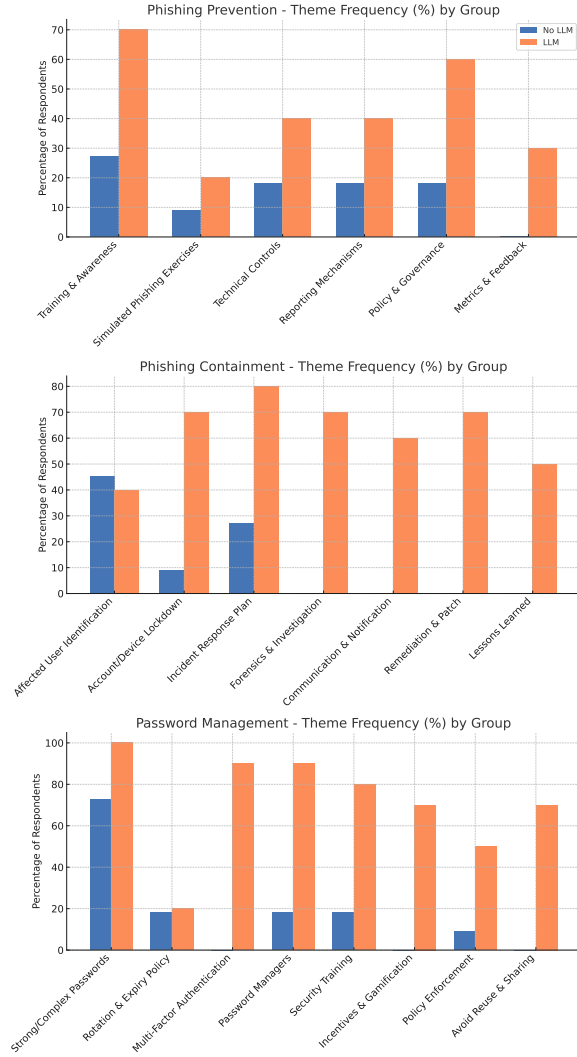 Phishing Prevention - Theme Frequency (%) by Group
No LLM
LLM
Percentage of Respondents
70
60
50
40
30
20
10
0
Training & Awareness
Simulated Phishing Exercises
Technical Controls
Reporting Mechanisms
Policy & Governance
Metrics & Feedback
Phishing Containment - Theme Frequency (%) by Group
Percentage of Respondents
80
70
60
50
40
30
20
10
0
Affected User Identification
Account/Device Lockdown
Incident Response Plan
Forensics & Investigation
Communication & Notification
Remediation & Patch
Lessons Learned
Password Management - Theme Frequency (%) by Group
Percentage of Respondents
100
80
60
40
20
0
Strong/Complex Passwords
Rotation & Expiry Policy
Multi-Factor Authentication
Password Managers
Security Training
Incentives & Gamification
Policy Enforcement
Avoid Reuse & Sharing